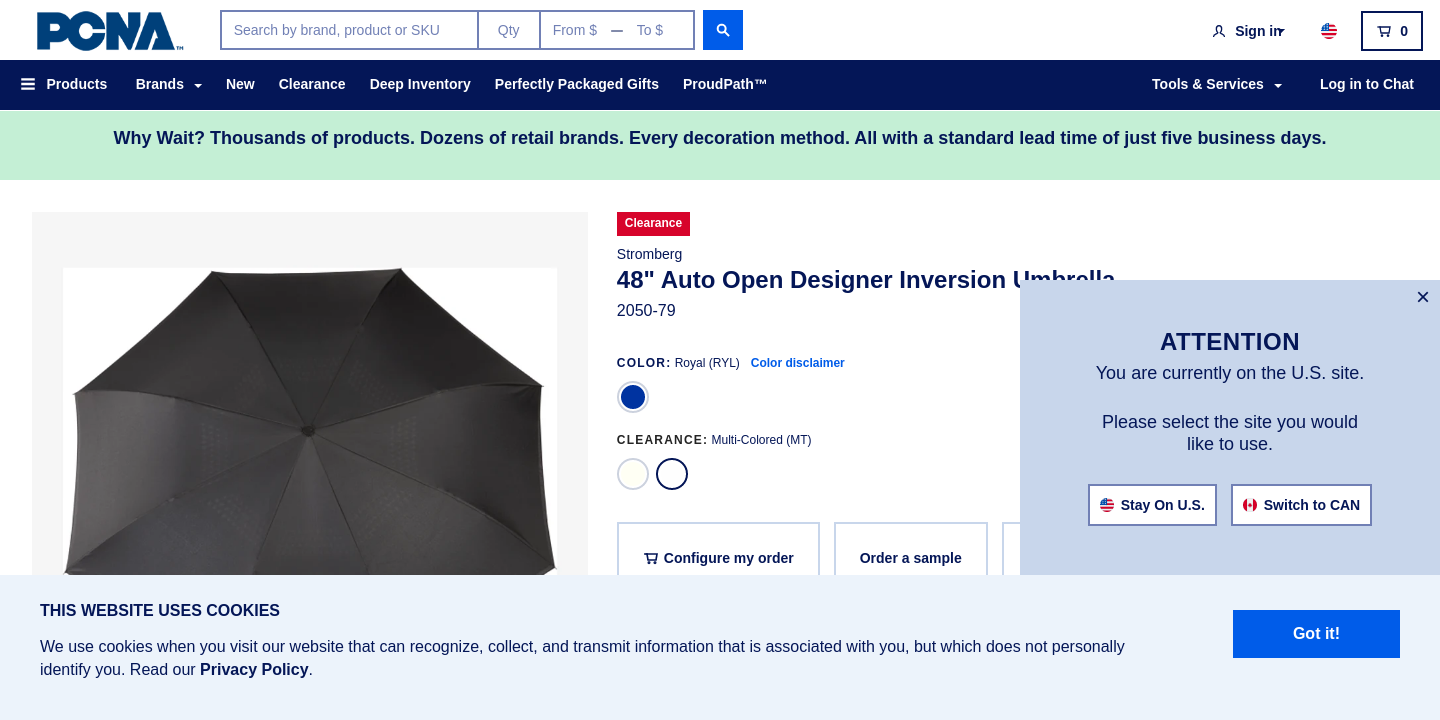 PCNA™
Search by brand, product or SKU
Qty
From $ — To $
Sign in
0
Products
Brands
New
Clearance
Deep Inventory
Perfectly Packaged Gifts
ProudPath™
Tools & Services
Log in to Chat
Why Wait? Thousands of products. Dozens of retail brands. Every decoration method. All with a standard lead time of just five business days.
Clearance
Stromberg
48" Auto Open Designer Inversion Umbrella
2050-79
COLOR: Royal (RYL) Color disclaimer
CLEARANCE: Multi-Colored (MT)
Configure my order
Order a sample
×
ATTENTION
You are currently on the U.S. site.
Please select the site you would
like to use.
Stay On U.S.
Switch to CAN
THIS WEBSITE USES COOKIES
We use cookies when you visit our website that can recognize, collect, and transmit information that is associated with you, but which does not personally
identify you. Read our Privacy Policy.
Got it!